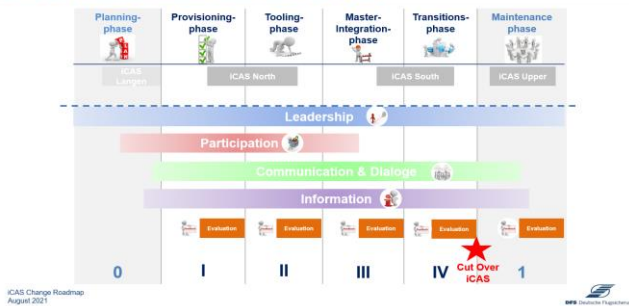 Planning-
phase
Provisioning-
phase
Tooling-
phase
Master-
Integration-
phase
Transitions-
phase
Maintenance
phase
iCAS
Langen
iCAS North
iCAS South
iCAS Upper
Leadership
Participation
Communication & Dialoge
Information
Evaluation
Evaluation
Evaluation
Evaluation
Evaluation
0
I
II
III
IV
1
Cut Over
iCAS
iCAS Change Roadmap
August 2021
DFS Deutsche Flugsicherung